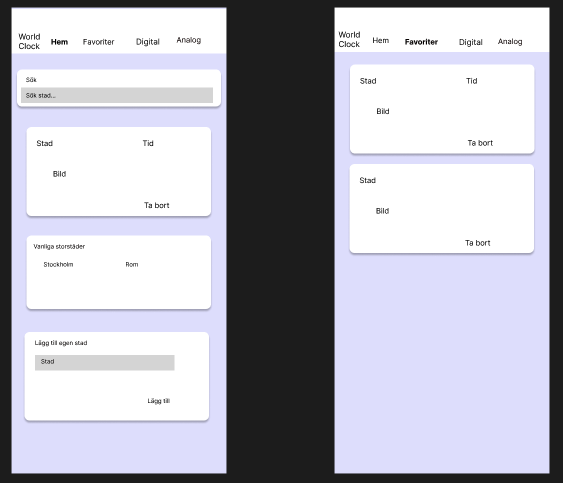 World
Clock
Hem
Favoriter
Digital
Analog
Sök
Sök stad...
Stad
Tid
Bild
Ta bort
Vanliga storstäder
Stockholm
Rom
Lägg till egen stad
Stad
Lägg till
World
Clock
Hem
Favoriter
Digital
Analog
Stad
Tid
Bild
Ta bort
Stad
Bild
Ta bort